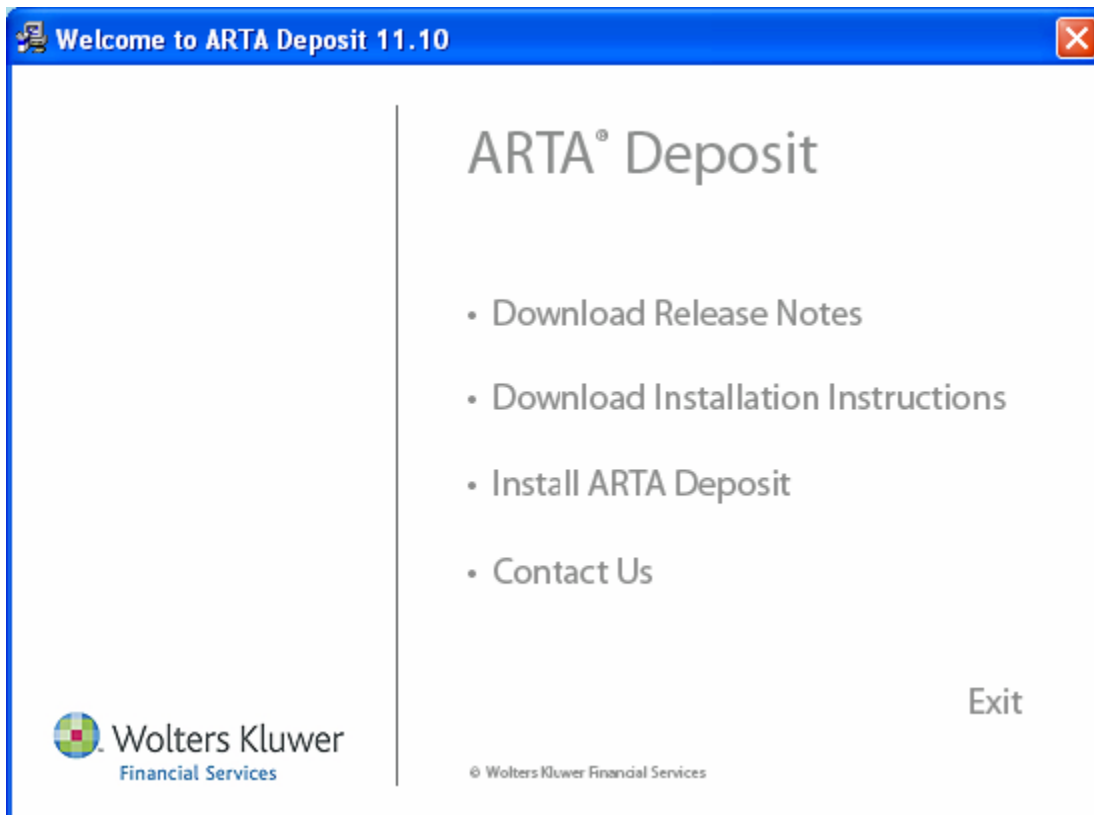 Welcome to ARTA Deposit 11.10
ARTA® Deposit
• Download Release Notes
• Download Installation Instructions
• Install ARTA Deposit
• Contact Us
Exit
Wolters Kluwer
Financial Services
© Wolters Kluwer Financial Services